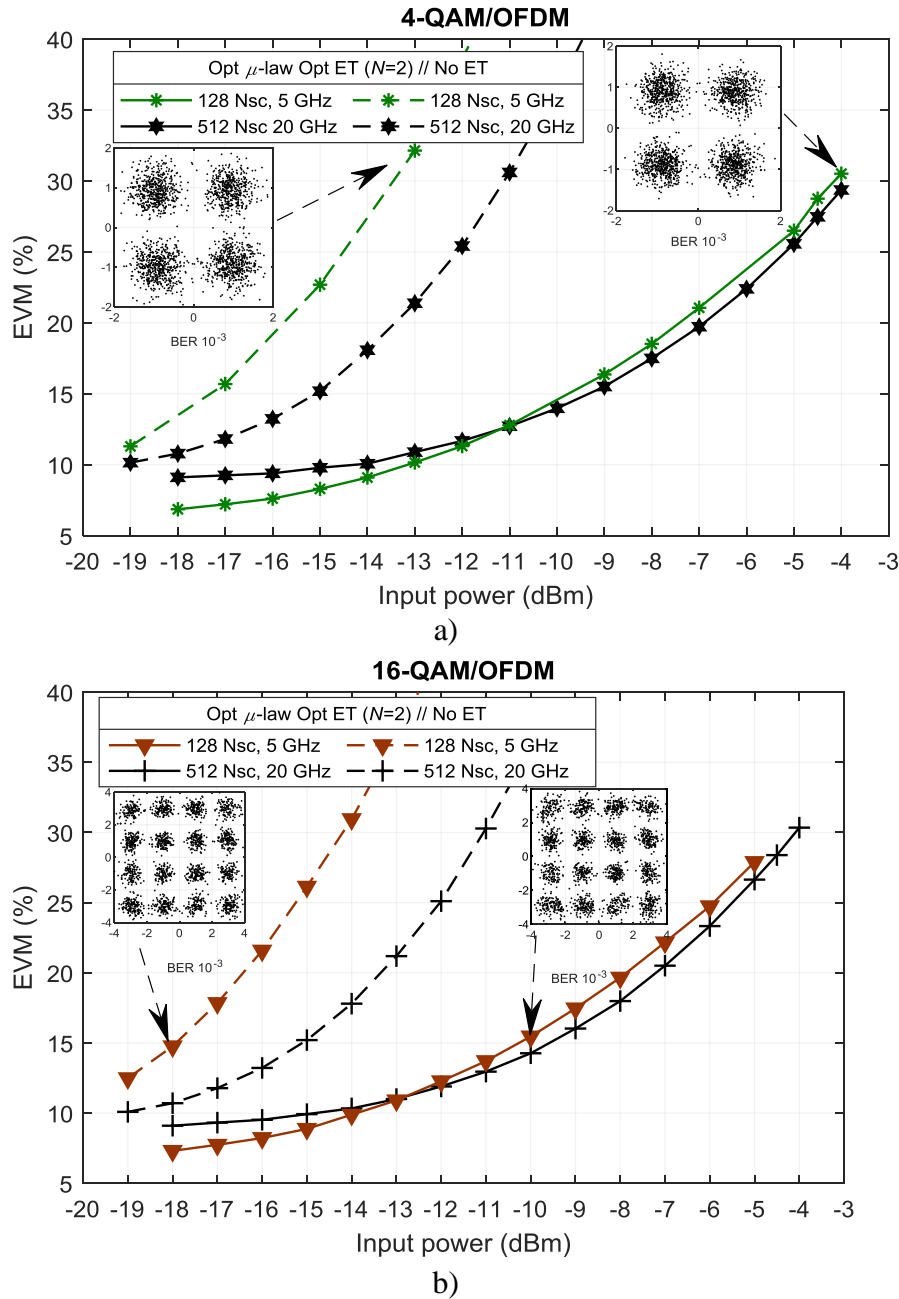 4-QAM/OFDM
Opt μ-law Opt ET (N=2) // No ET
128 Nsc, 5 GHz 128 Nsc, 5 GHz
512 Nsc 20 GHz 512 Nsc, 20 GHz
40
35
30
25
20
15
10
5
EVM (%)
2
1
0
-1
-2
-2 0 2
BER 10-3
2
1
0
-1
-2
-2 0 2
BER 10-3
-20 -19 -18 -17 -16 -15 -14 -13 -12 -11 -10 -9 -8 -7 -6 -5 -4 -3
Input power (dBm)
a)
16-QAM/OFDM
Opt μ-law Opt ET (N=2) // No ET
128 Nsc, 5 GHz 128 Nsc, 5 GHz
512 Nsc, 20 GHz 512 Nsc, 20 GHz
40
35
30
25
20
15
10
5
EVM (%)
4
2
0
-2
-4
-4 -2 0 2 4
BER 10-3
4
2
0
-2
-4
-4 -2 0 2 4
BER 10-3
-20 -19 -18 -17 -16 -15 -14 -13 -12 -11 -10 -9 -8 -7 -6 -5 -4 -3
Input power (dBm)
b)